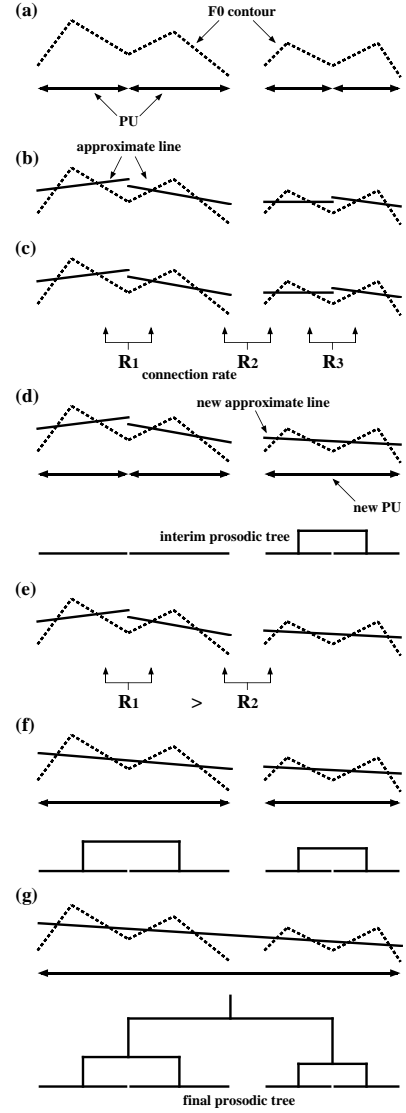 (a)
F0 contour
PU
(b)
approximate line
(c)
R1 R2 R3
connection rate
(d)
new approximate line
new PU
interim prosodic tree
(e)
R1 > R2
(f)
(g)
final prosodic tree